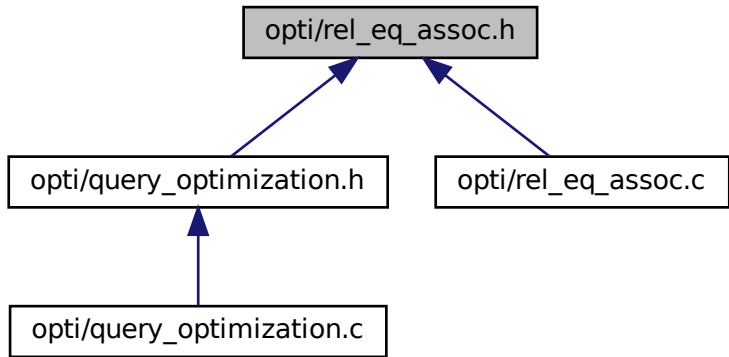 opti/rel_eq_assoc.h
opti/query_optimization.h
opti/rel_eq_assoc.c
opti/query_optimization.c